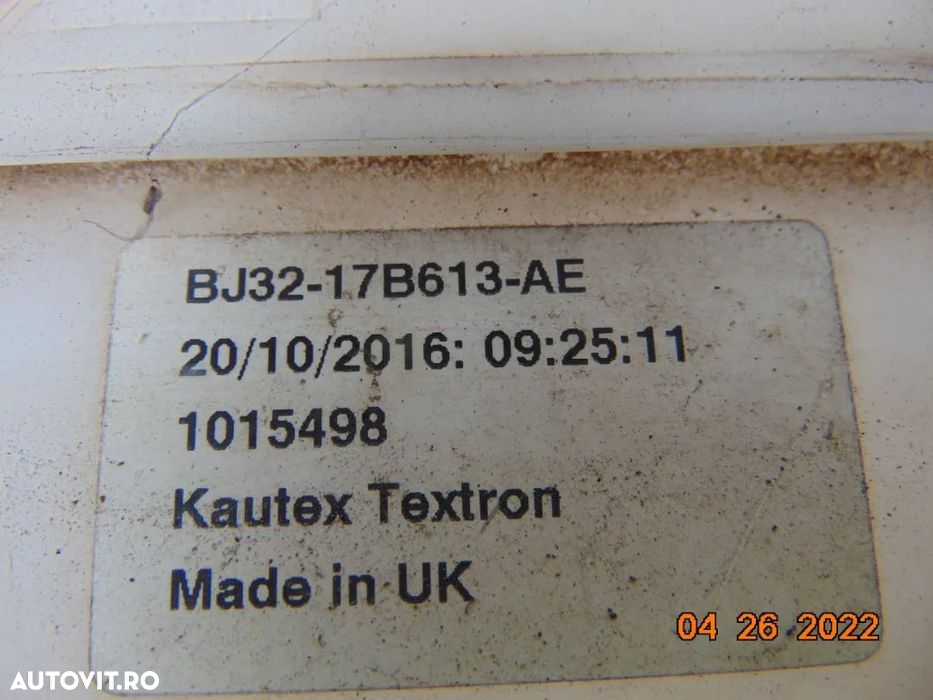 BJ32-17B613-AE
20/10/2016: 09:25:11
1015498
Kautex Textron
Made in UK
04 26 2022
AUTOVIT.RO